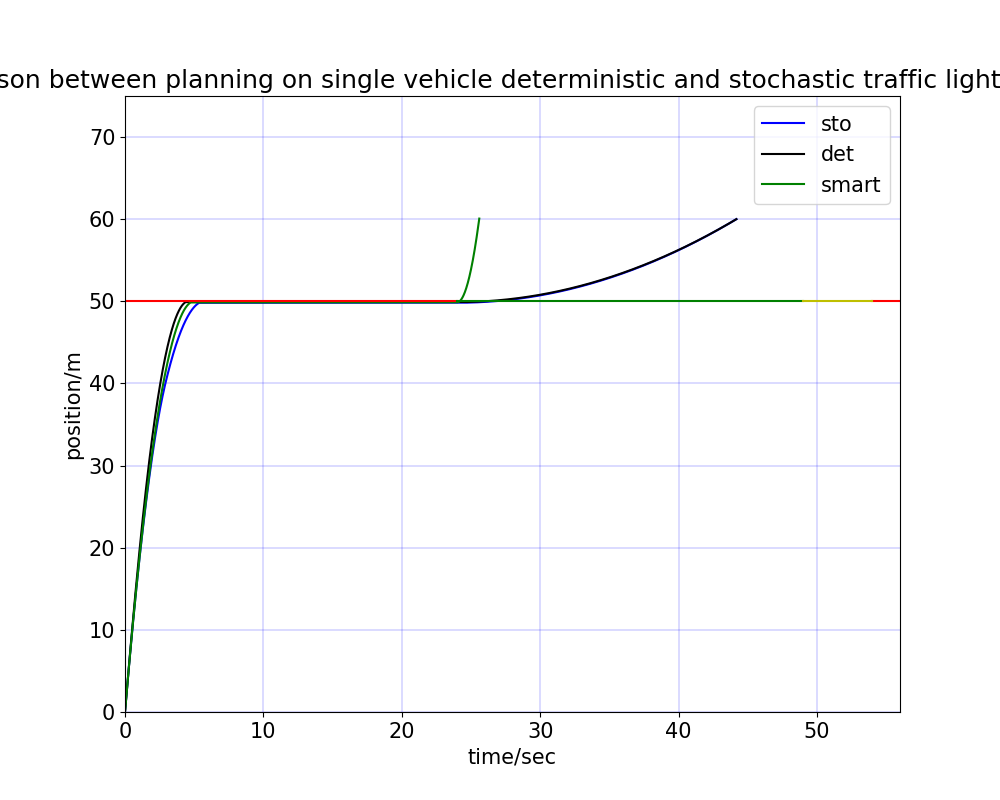 son between planning on single vehicle deterministic and stochastic traffic light
sto
det
smart
70
60
50
40
30
20
10
0
position/m
0 10 20 30 40 50
time/sec